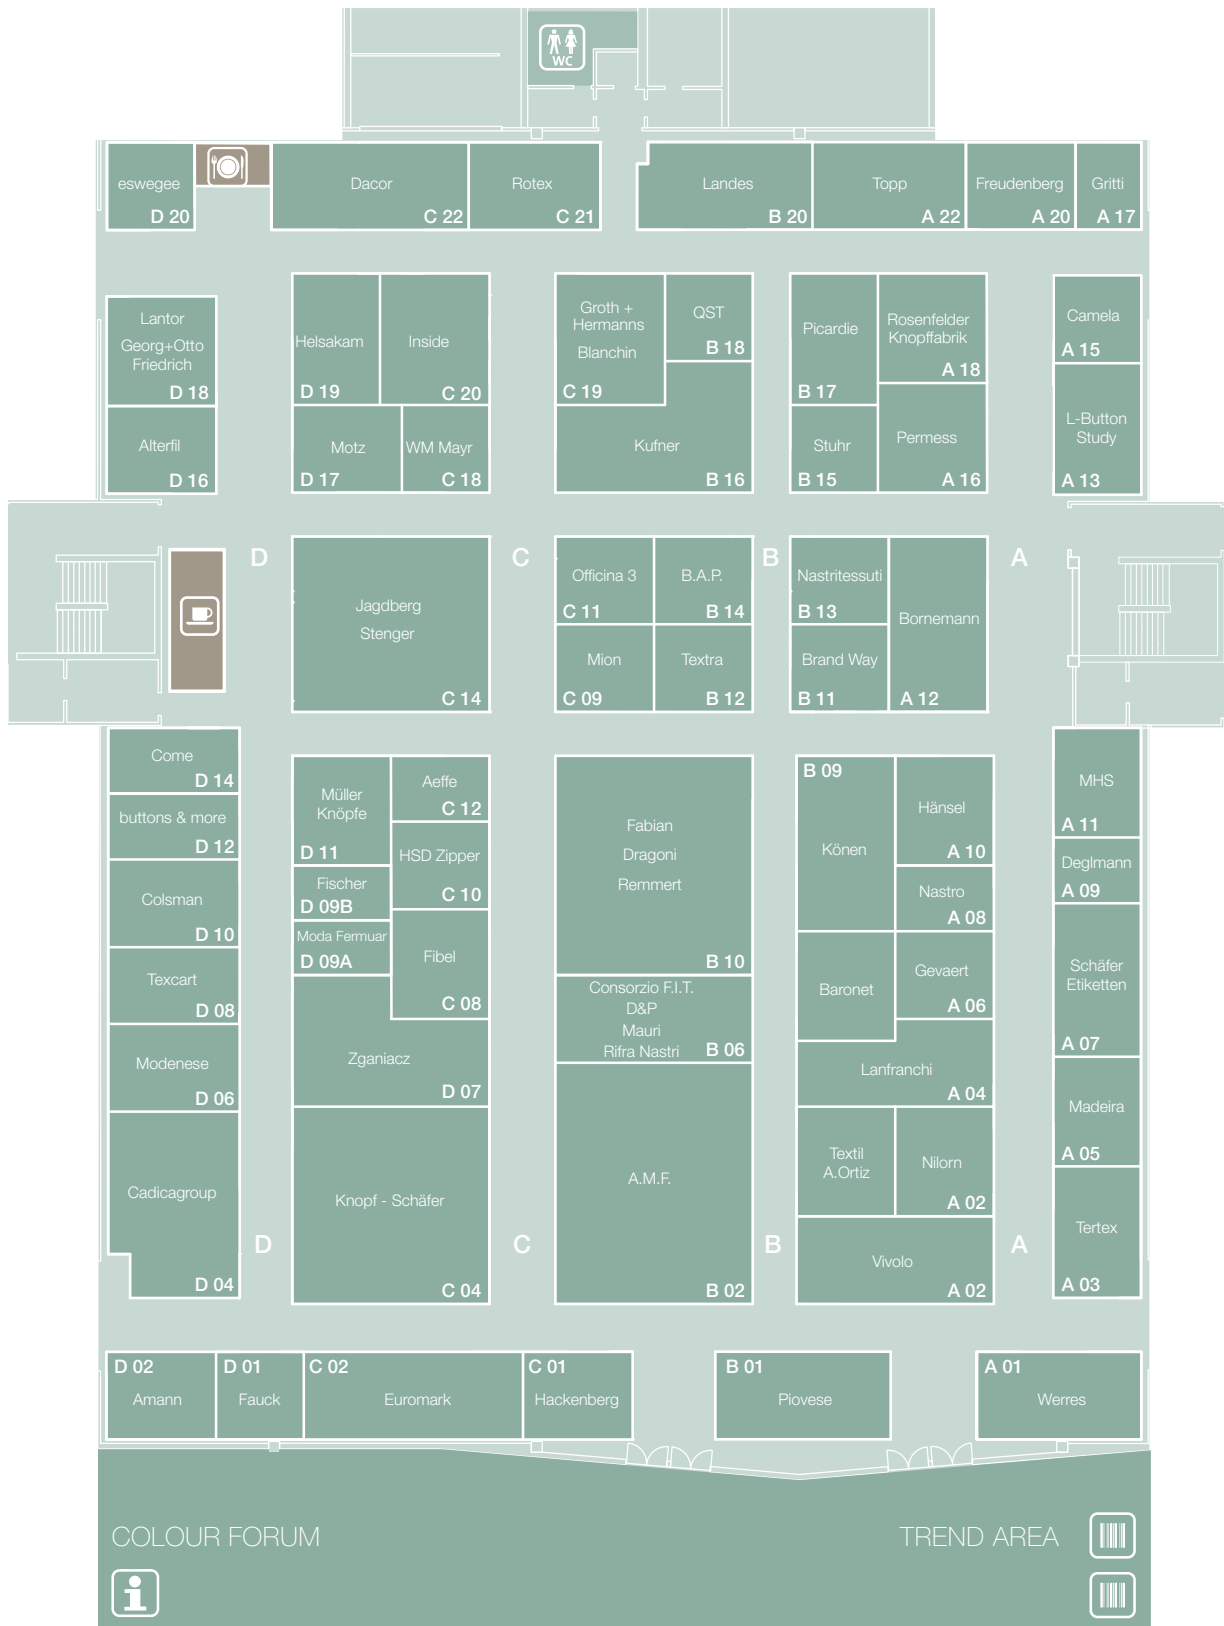 WC
eswegee
D 20
Dacor
C 22
Rotex
C 21
Landes
B 20
Topp
A 22
Freudenberg
A 20
Gritti
A 17
Lantor
Georg+Otto
Friedrich
D 18
Alterfil
D 16
Helsakam
D 19
Inside
C 20
Motz
D 17
WM Mayr
C 18
Groth +
Hermanns
Blanchin
C 19
QST
B 18
Kufner
B 16
Picardie
B 17
Rosenfelder
Knopffabrik
A 18
Stuhr
B 15
Permess
A 16
Camela
A 15
L-Button
Study
A 13
D
C
B
A
Jagdberg
Stenger
C 14
Officina 3
C 11
B.A.P.
B 14
Mion
C 09
Textra
B 12
Nastritessuti
B 13
Brand Way
B 11
Bornemann
A 12
Come
D 14
buttons & more
D 12
Colsman
D 10
Texcart
D 08
Modenese
D 06
Cadicagroup
D 04
Müller
Knöpfe
D 11
Aeffe
C 12
HSD Zipper
C 10
Fischer
D 09B
Moda Fermuar
D 09A
Fibel
C 08
Zganiacz
D 07
Knopf - Schäfer
C 04
Fabian
Dragoni
Remmert
B 10
Consorzio F.I.T.
D&P
Mauri
Rifra Nastri
B 06
A.M.F.
B 02
B 09
Könen
Hänsel
A 10
Nastro
A 08
Baronet
Gevaert
A 06
Lanfranchi
A 04
Textil
A.Ortiz
Nilorn
A 02
Vivolo
A 02
MHS
A 11
Deglmann
A 09
Schäfer
Etiketten
A 07
Madeira
A 05
Tertex
A 03
D
C
B
A
D 02
Amann
D 01
Fauck
C 02
Euromark
C 01
Hackenberg
B 01
Piovese
A 01
Werres
COLOUR FORUM
TREND AREA
i